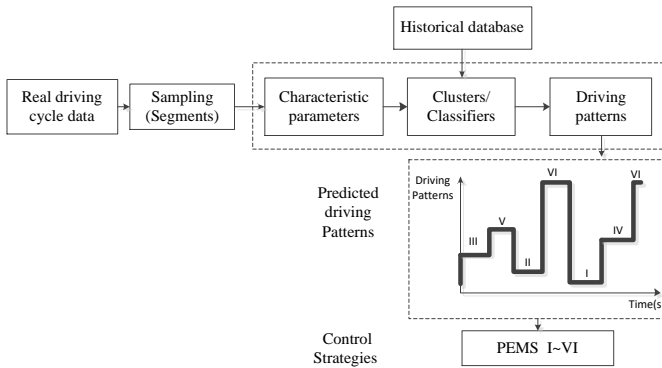 Historical database
Real driving
cycle data
Sampling
(Segments)
Characteristic
parameters
Clusters/
Classifiers
Driving
patterns
Predicted
driving
Patterns
Driving
Patterns
III
V
II
VI
I
IV
VI
Time(s
Control
Strategies
PEMS I~VI